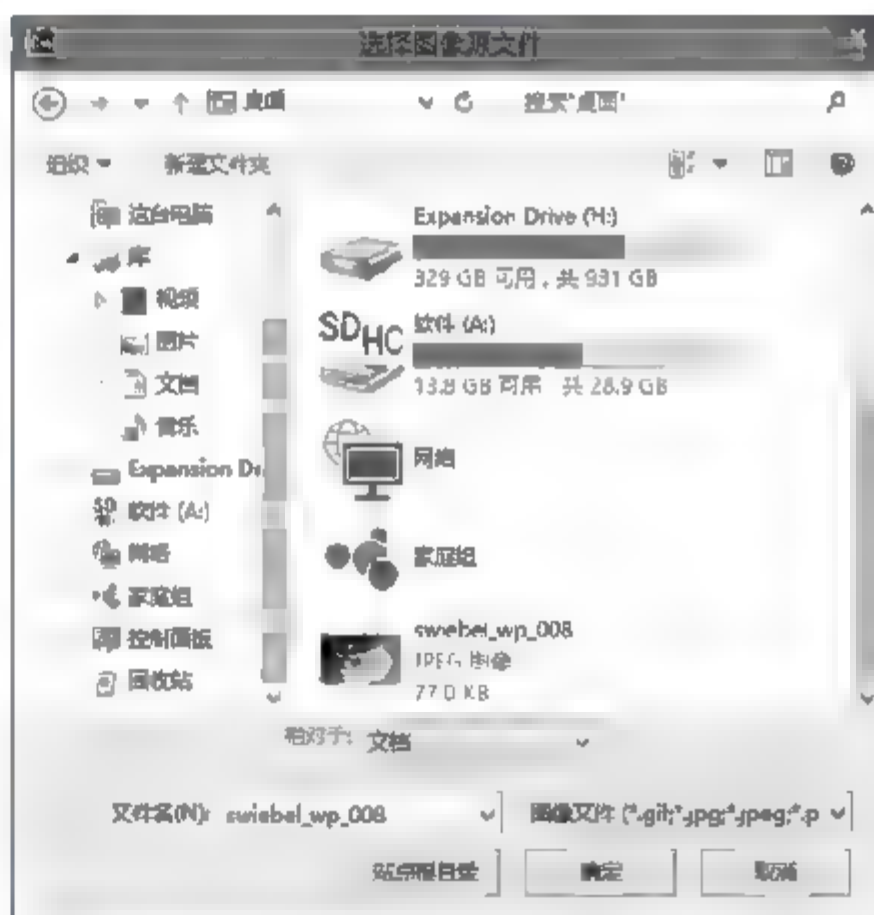 选择图像源文件
桌面
搜索"桌面"
组织
新建文件夹
这台电脑
库
视频
图片
文档
音乐
Expansion Dr
软件 (A:)
网络
家庭组
控制面板
回收站
Expansion Drive (H:)
329 GB 可用，共 931 GB
SDHC
软件 (A:)
13.8 GB 可用，共 28.9 GB
网络
家庭组
swiebel_wp_008
JPEG 图像
77.0 KB
相对于: 文档
文件名(N): swiebel_wp_008
图像文件 (*.gif;*.jpg;*.jpeg;*.p
站点根目录
确定
取消